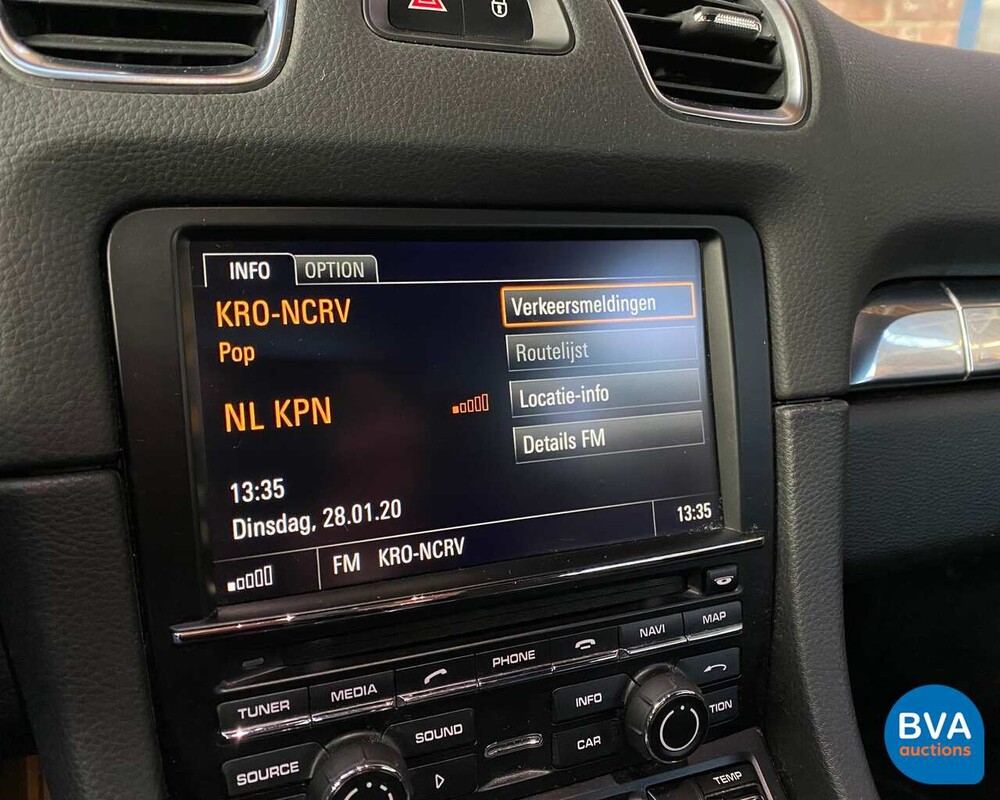 INFO OPTION
KRO-NCRV
Pop
NL KPN
13:35
Dinsdag, 28.01.20
Verkeersmeldingen
Routelijst
Locatie-info
Details FM
FM KRO-NCRV
13:35
TUNER MEDIA PHONE NAVI MAP
SOURCE SOUND INFO
CAR
TION
TEMP
BVA
auctions